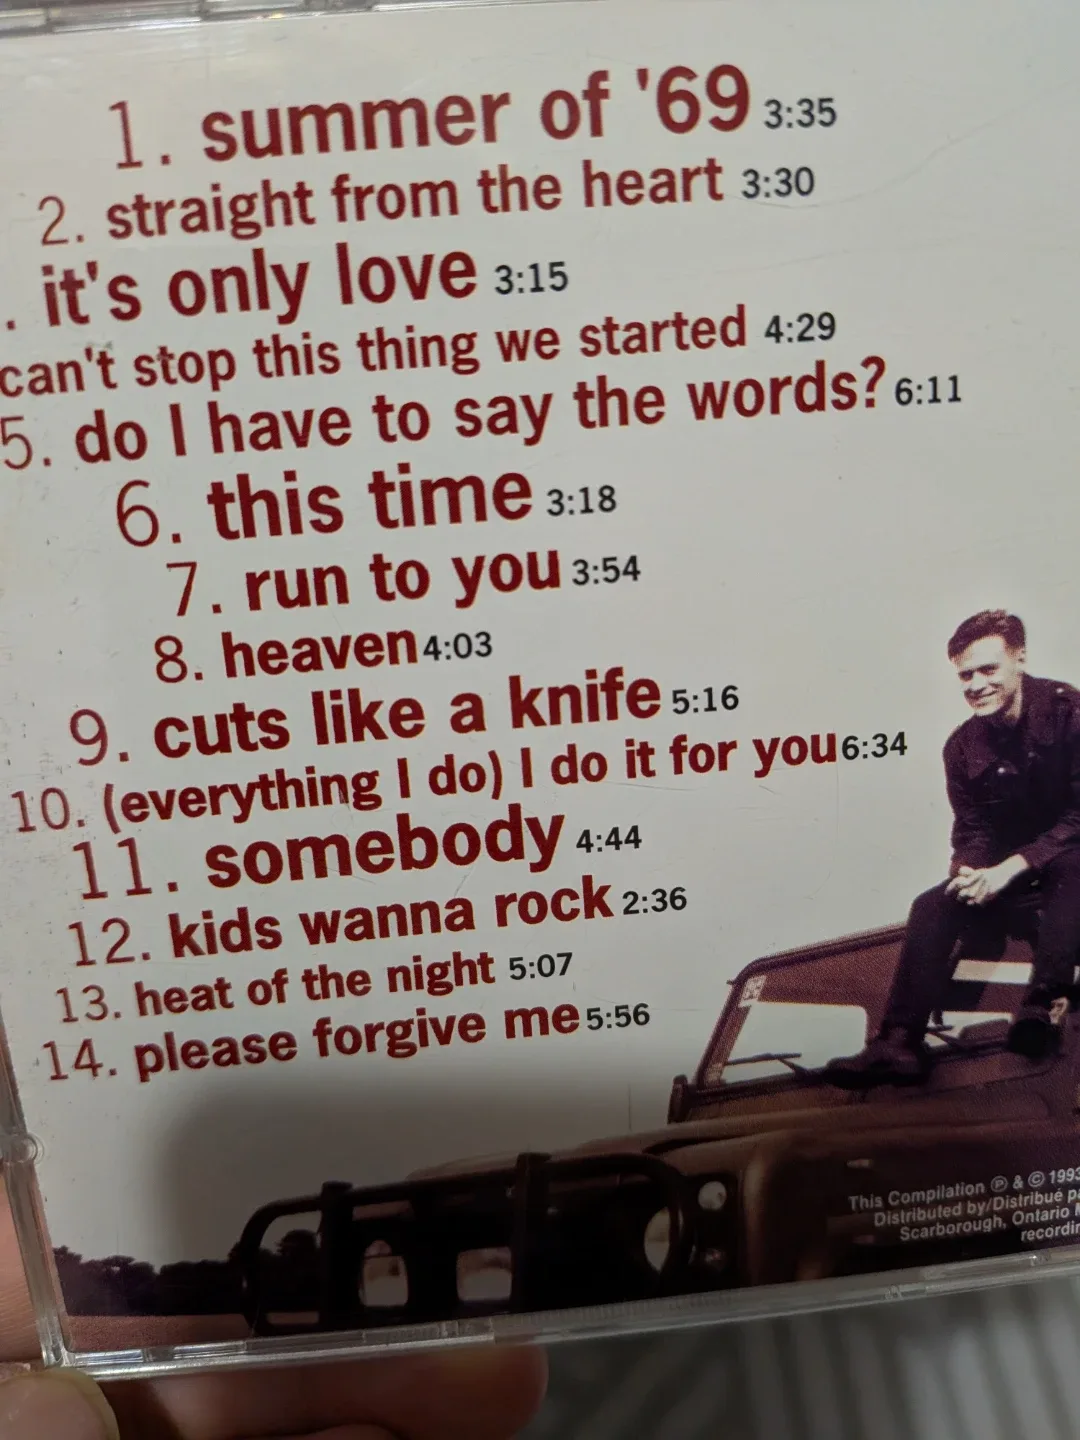 1. summer of '69 3:35
2. straight from the heart 3:30
. it's only love 3:15
can't stop this thing we started 4:29
5. do I have to say the words? 6:11
6. this time 3:18
7. run to you 3:54
8. heaven 4:03
9. cuts like a knife 5:16
10. (everything I do) I do it for you 6:34
11. somebody 4:44
12. kids wanna rock 2:36
13. heat of the night 5:07
14. please forgive me 5:56
This Compilation ℗ & © 1993
Distributed by/Distribué
Scarborough, Ontario